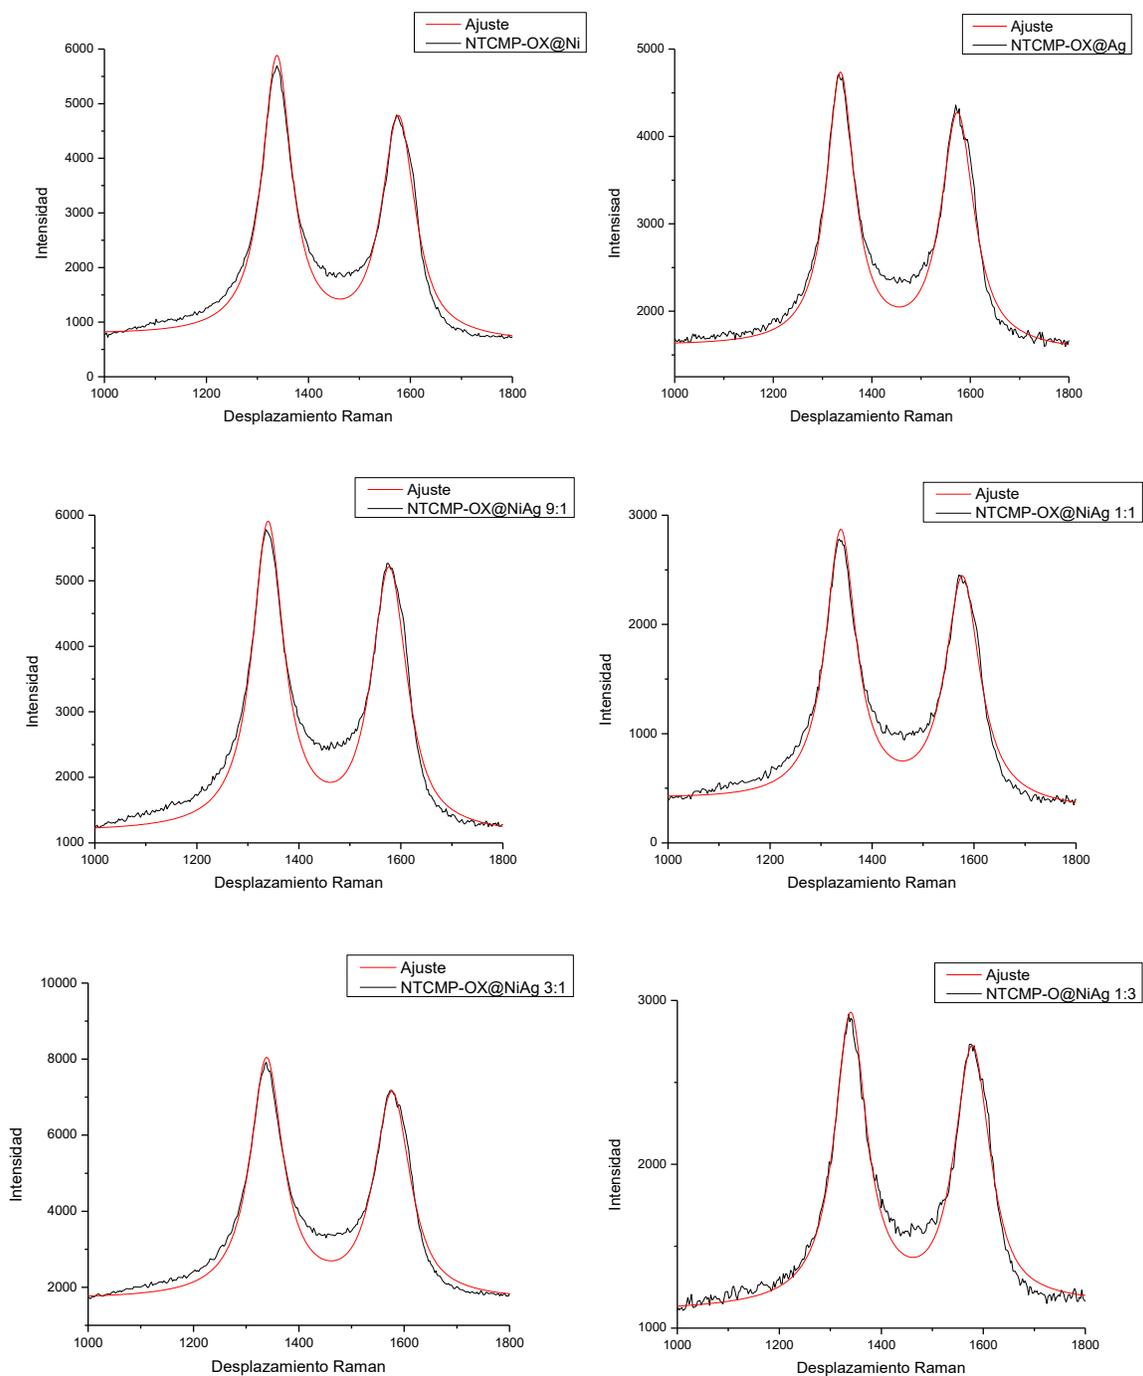 Ajuste
NTCMP-OX@Ni
6000
5000
4000
3000
2000
1000
0
Intensidad
1000 1200 1400 1600 1800
Desplazamiento Raman
Ajuste
NTCMP-OX@Ag
5000
4000
3000
2000
Intensisad
1000 1200 1400 1600 1800
Desplazamiento Raman
Ajuste
NTCMP-OX@NiAg 9:1
6000
5000
4000
3000
2000
1000
Intensidad
1000 1200 1400 1600 1800
Desplazamiento Raman
Ajuste
NTCMP-OX@NiAg 1:1
3000
2000
1000
0
Intensidad
1000 1200 1400 1600 1800
Desplazamiento Raman
Ajuste
NTCMP-OX@NiAg 3:1
10000
8000
6000
4000
2000
Intensidad
1000 1200 1400 1600 1800
Desplazamiento Raman
Ajuste
NTCMP-O@NiAg 1:3
3000
2000
1000
Intensidad
1000 1200 1400 1600 1800
Desplazamiento Raman